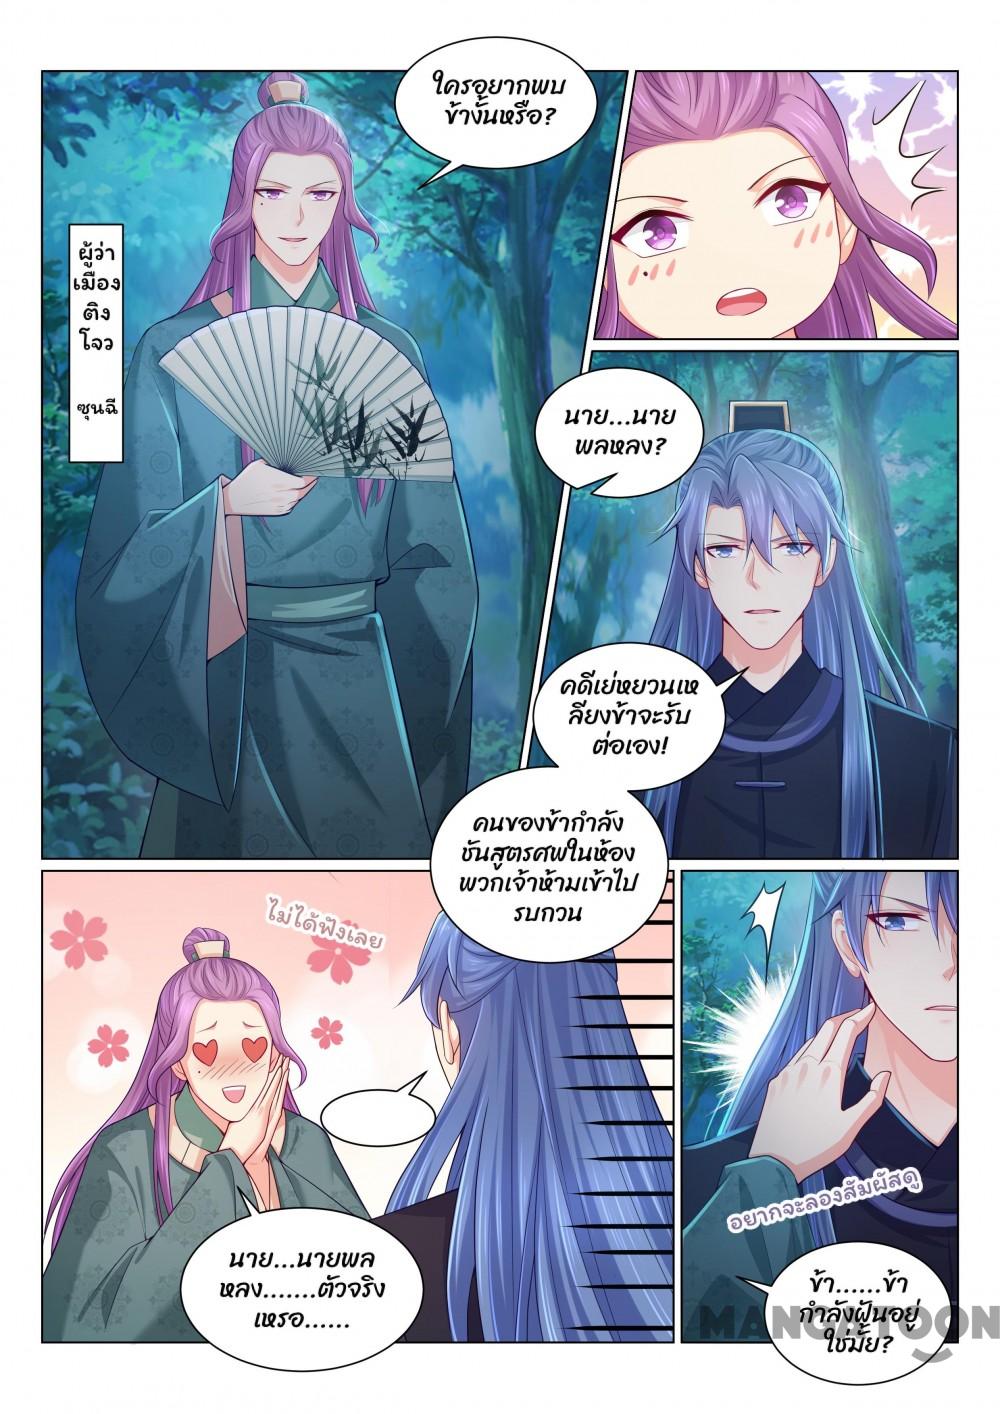 ใครอยากพบ
ข้างั้นหรือ?
ผู้ว่า
เมือง
ติง
โจว
ซุนฉี
นาย...นาย
พลหลง?
คดีเย่หยวนเห
ลียงข้าจะรับ
ต่อเอง!
คนของข้ากำลัง
ชันสูตรศพในห้อง
พวกเจ้าห้ามเข้าไป
รบกวน
ไม่ได้ฟังเลย
นาย...นายพล
หลง.......ตัวจริง
เหรอ......
อยากจะลองสัมผัสดู
ข้า......ข้า
กำลังฝันอยู่
ใช่มั้ย?
MANGATOON